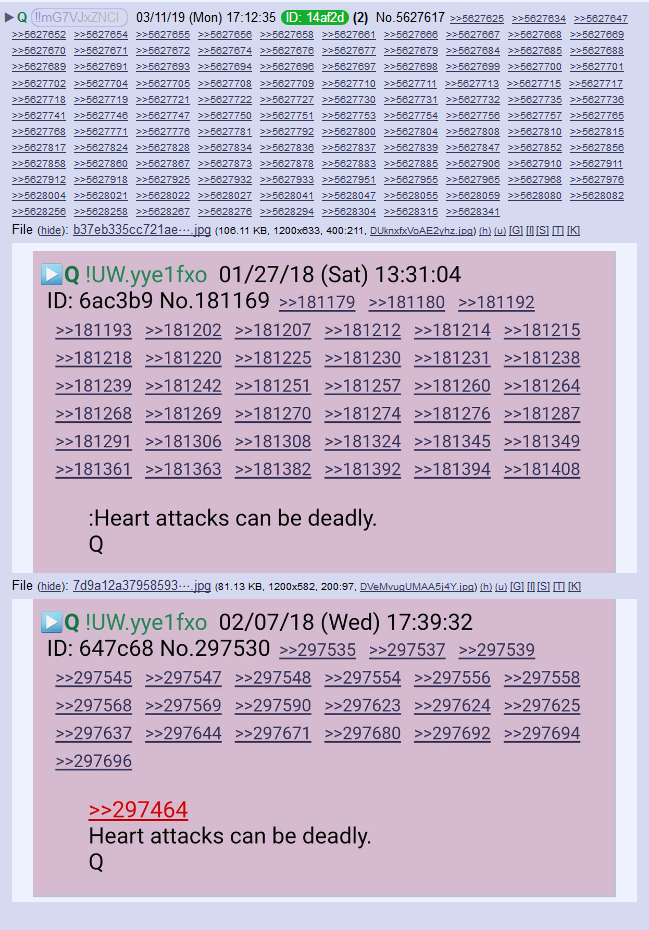 Q !!mG7VJxZNCI 03/11/19 (Mon) 17:12:35 ID: 14af2d (2) No.5627617 >>5627625 >>5627634 >>5627647
>>5627652 >>5627654 >>5627655 >>5627656 >>5627658 >>5627661 >>5627666 >>5627667 >>5627668 >>5627669
>>5627670 >>5627671 >>5627672 >>5627673 >>5627675 >>5627677 >>5627679 >>5627684 >>5627685 >>5627688
>>5627689 >>5627691 >>5627693 >>5627694 >>5627696 >>5627697 >>5627698 >>5627699 >>5627700 >>5627701
>>5627702 >>5627704 >>5627705 >>5627708 >>5627709 >>5627710 >>5627711 >>5627713 >>5627715 >>5627717
>>5627718 >>5627719 >>5627721 >>5627722 >>5627727 >>5627730 >>5627731 >>5627732 >>5627735 >>5627736
>>5627741 >>5627746 >>5627747 >>5627750 >>5627751 >>5627753 >>5627754 >>5627756 >>5627757 >>5627765
>>5627768 >>5627771 >>5627776 >>5627781 >>5627792 >>5627800 >>5627804 >>5627808 >>5627810 >>5627815
>>5627817 >>5627824 >>5627828 >>5627834 >>5627836 >>5627837 >>5627839 >>5627847 >>5627852 >>5627856
>>5627858 >>5627860 >>5627867 >>5627873 >>5627878 >>5627883 >>5627885 >>5627906 >>5627910 >>5627911
>>5627912 >>5627918 >>5627925 >>5627932 >>5627933 >>5627951 >>5627955 >>5627965 >>5627968 >>5627976
>>5628004 >>5628021 >>5628022 >>5628027 >>5628041 >>5628047 >>5628055 >>5628059 >>5628080 >>5628082
>>5628256 >>5628258 >>5628267 >>5628276 >>5628294 >>5628304 >>5628315 >>5628341
File (hide): b37eb335cc721ae⋯.jpg (106.11 KB, 1200x633, 400:211, DUknxfxVoAE2yhz.jpg) (h) (u) [G] [I] [S] [T] [K]
Q !UW.yye1fxo 01/27/18 (Sat) 13:31:04
ID: 6ac3b9 No.181169 >>181179 >>181180 >>181192
>>181193 >>181202 >>181207 >>181212 >>181214 >>181215
>>181218 >>181220 >>181225 >>181230 >>181231 >>181238
>>181239 >>181242 >>181251 >>181257 >>181260 >>181264
>>181268 >>181269 >>181270 >>181274 >>181276 >>181287
>>181291 >>181306 >>181308 >>181324 >>181345 >>181349
>>181361 >>181363 >>181382 >>181392 >>181394 >>181408
:Heart attacks can be deadly.
Q
File (hide): 7d9a12a37958593⋯.jpg (81.13 KB, 1200x582, 200:97, DVeMvugUMAA5j4Y.jpg) (h) (u) [G] [I] [S] [T] [K]
Q !UW.yye1fxo 02/07/18 (Wed) 17:39:32
ID: 647c68 No.297530 >>297535 >>297537 >>297539
>>297545 >>297547 >>297548 >>297554 >>297556 >>297558
>>297568 >>297569 >>297590 >>297623 >>297624 >>297625
>>297637 >>297644 >>297671 >>297680 >>297692 >>297694
>>297696
>>297464
Heart attacks can be deadly.
Q